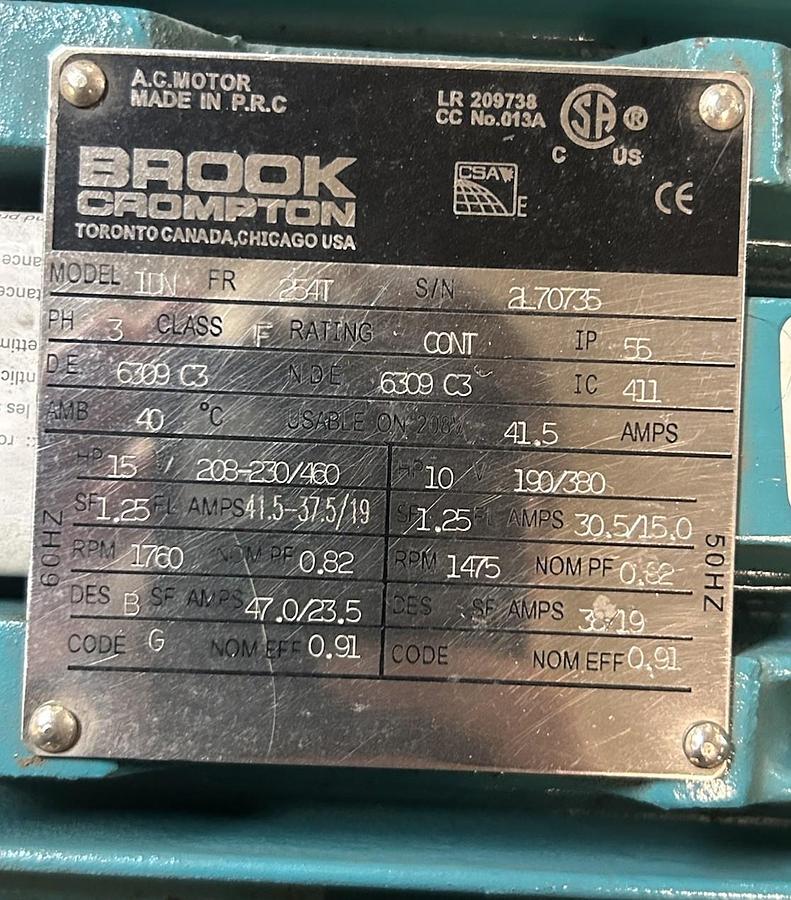 A.C.MOTOR
MADE IN P.R.C
LR 209738
CC No.013A
CSA ®
C US
BROOK
CROMPTON
TORONTO CANADA,CHICAGO USA
CSA
E
CE
MODEL FR 254T S/N 2L70735
PH 3 CLASS F RATING CONT IP 55
DE 6309 C3 NDE 6309 C3 IC 411
AMB 40 °C USABLE ON 208V 41.5 AMPS
60HZ
HP 15 V 208-230/460
SF 1.25 FL AMPS 41.5-37.5/19
RPM 1760 NOM PF 0.82
DES B SF AMPS 47.0/23.5
CODE G NOM EFF 0.91
HP 10 V 190/380
SF 1.25 FL AMPS 30.5/15.0
RPM 1475 NOM PF 0.82
DES SF AMPS 38/19
CODE NOM EFF 0.91
50HZ